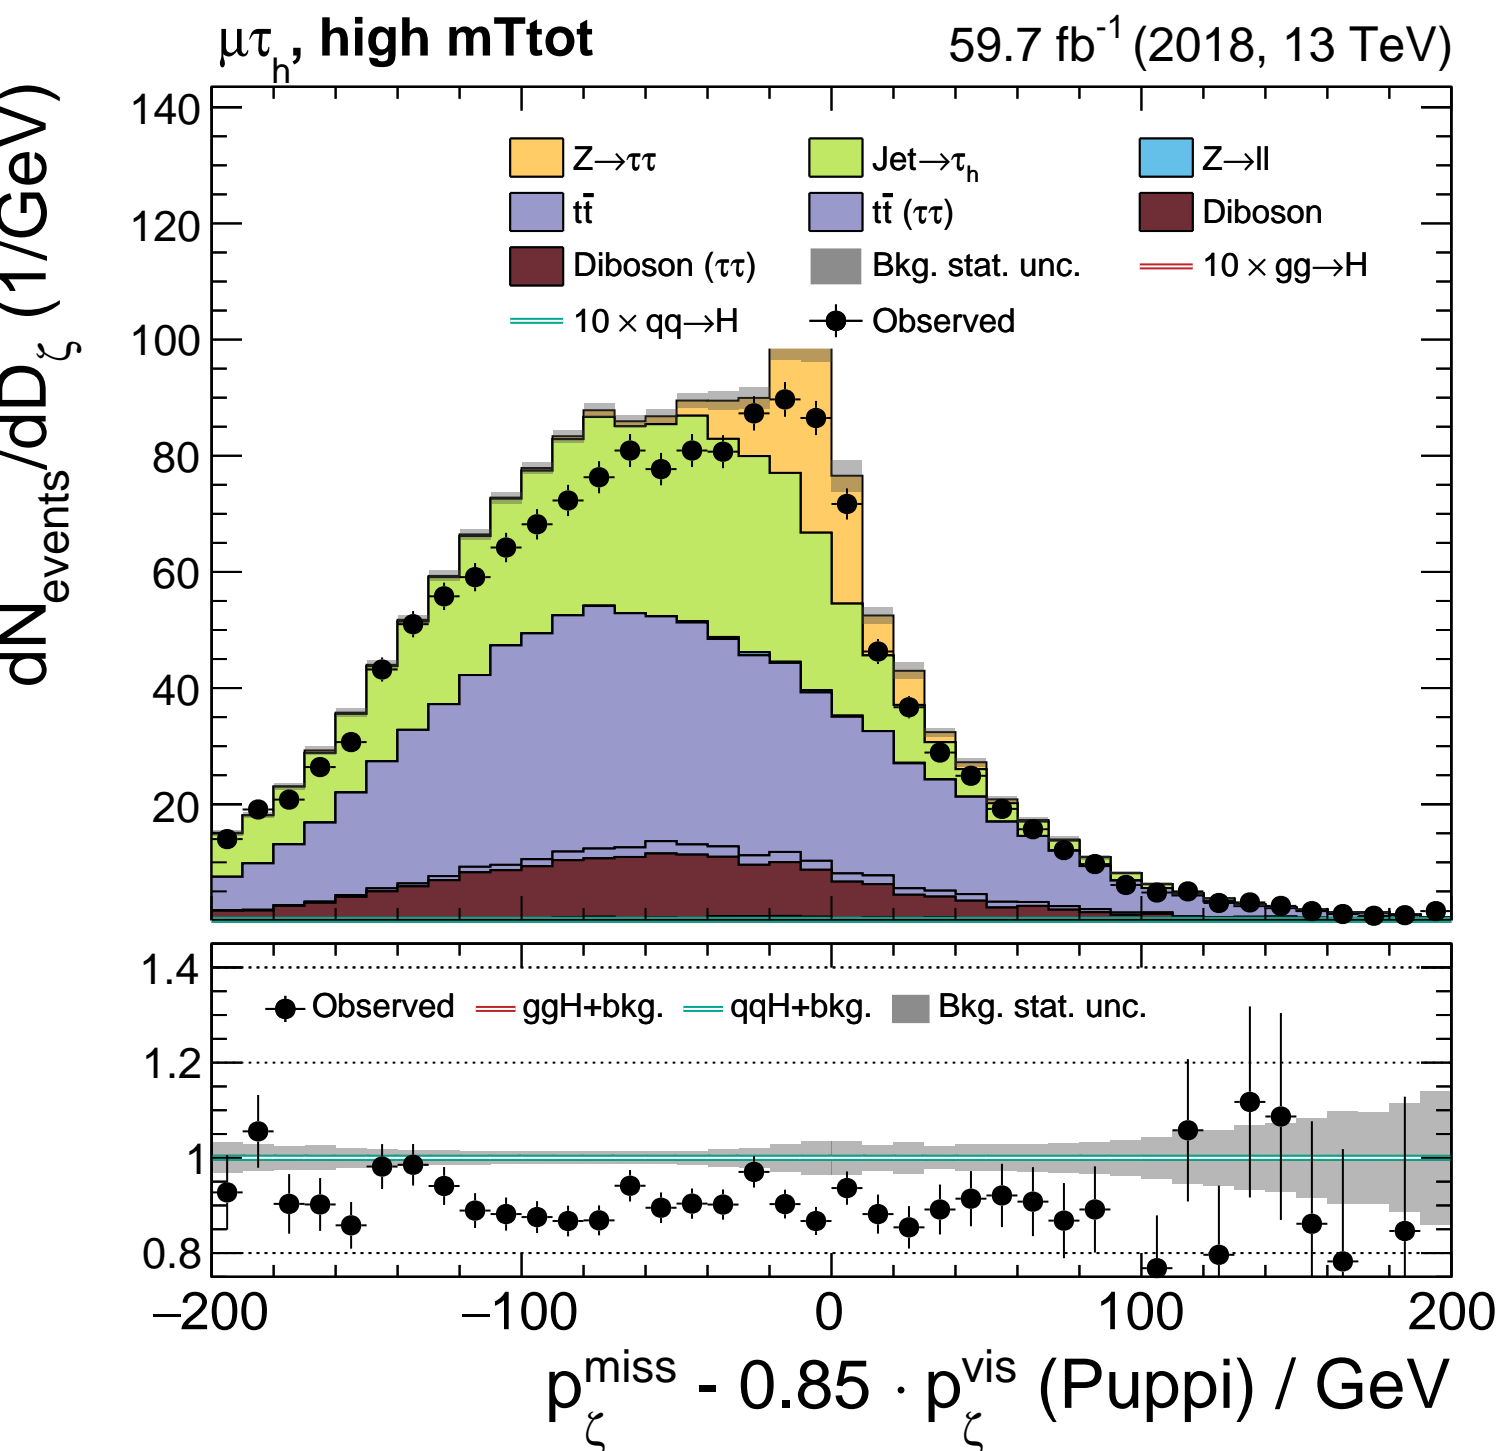 μτh, high mTtot 59.7 fb-1 (2018, 13 TeV)
dNevents/dDζ (1/GeV)
140
120
100
80
60
40
20
Z→ττ Jet→τh Z→ll
tt̄ tt̄ (ττ) Diboson
Diboson (ττ) Bkg. stat. unc. 10 × gg→H
10 × qq→H Observed
1.4
1.2
1
0.8
Observed ggH+bkg. qqH+bkg. Bkg. stat. unc.
−200 −100 0 100 200
pζmiss - 0.85 · pζvis (Puppi) / GeV